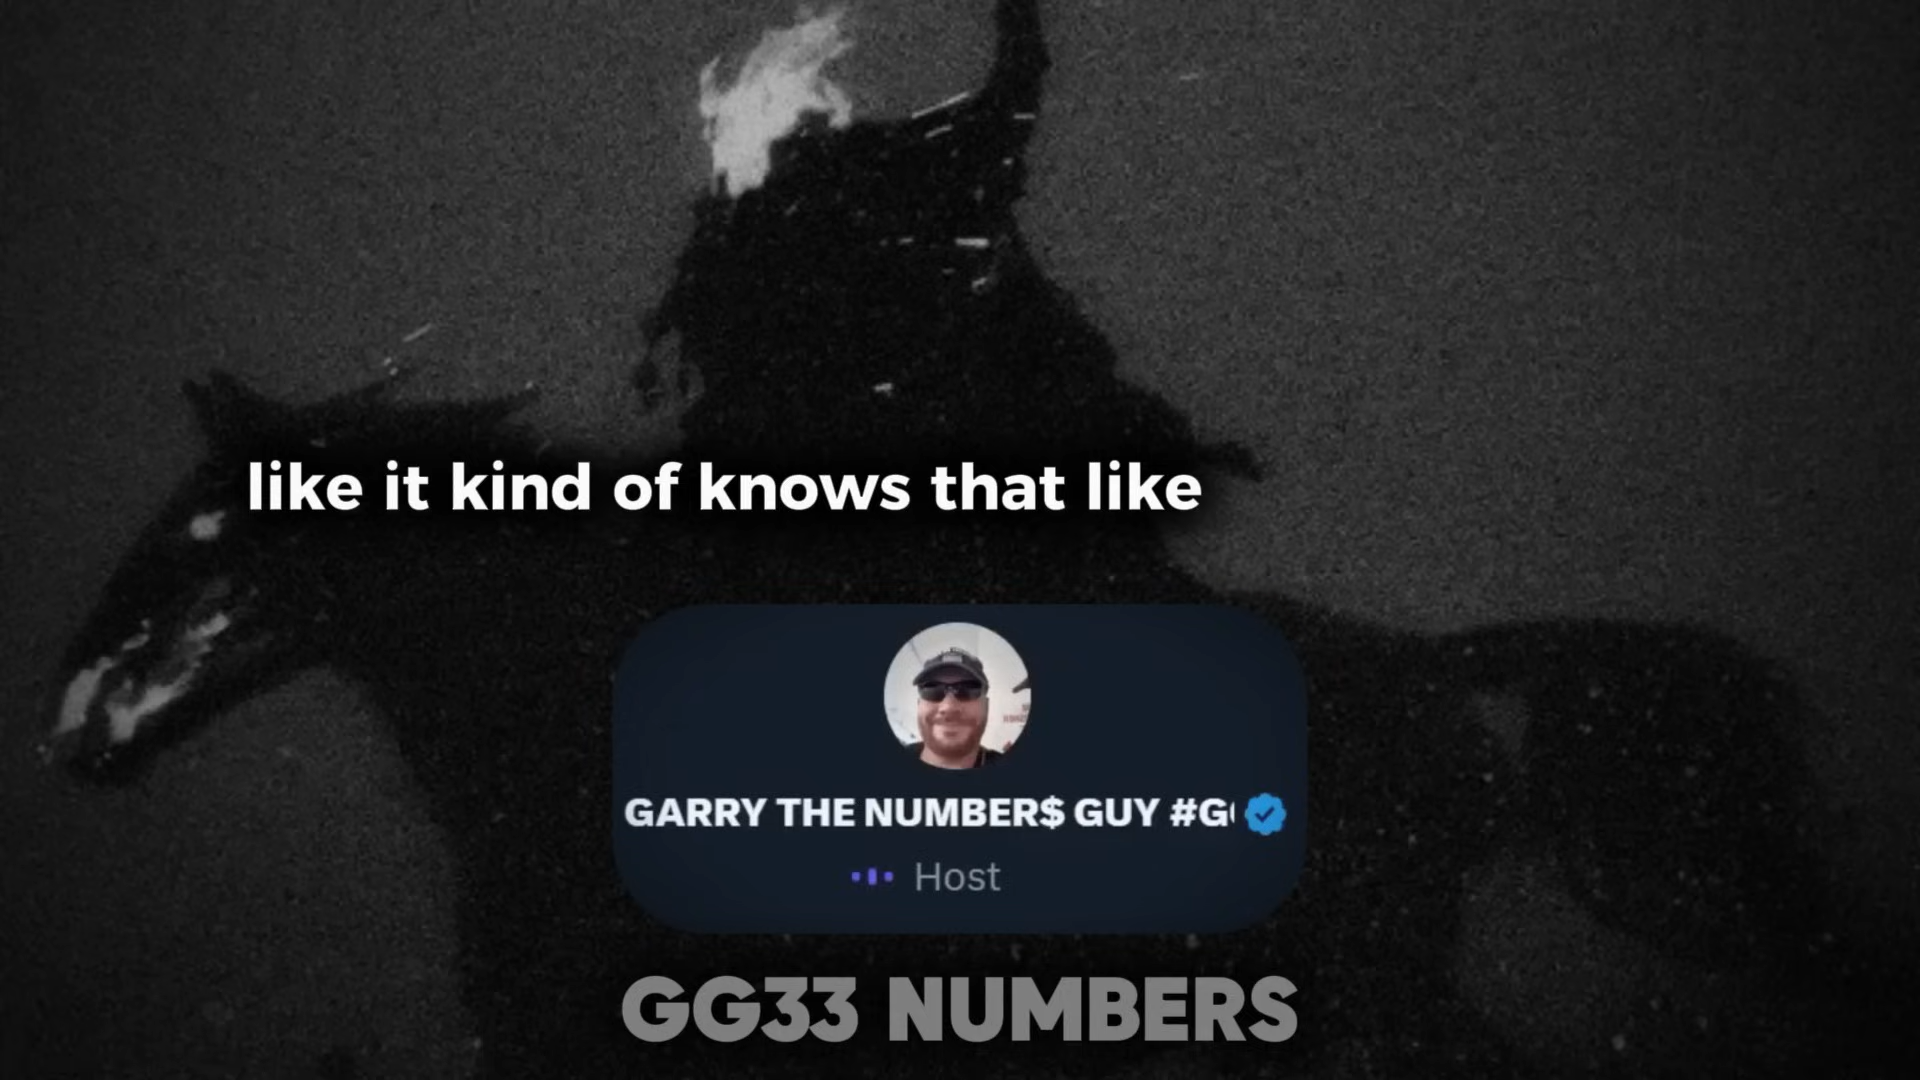 like it kind of knows that like
GARRY THE NUMBER$ GUY #G
Host
GG33 NUMBERS